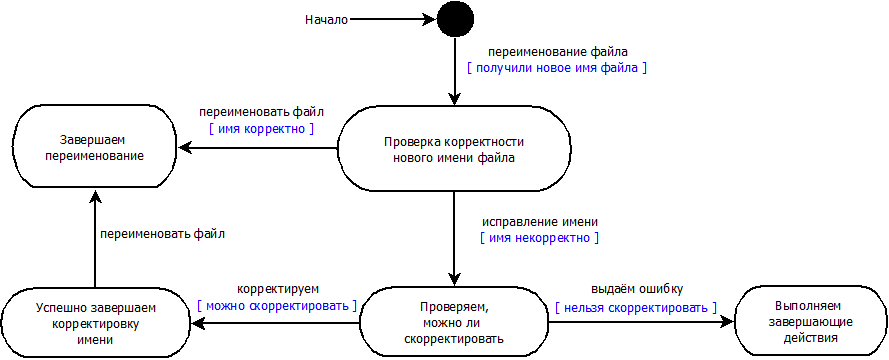 Начало
переименование файла
[ получили новое имя файла ]
переименовать файл
[ имя корректно ]
Завершаем
переименование
Проверка корректности
нового имени файла
исправление имени
[ имя некорректно ]
переименовать файл
корректируем
[ можно скорректировать ]
выдаём ошибку
[ нельзя скорректировать ]
Успешно завершаем
корректировку
имени
Проверяем,
можно ли
скорректировать
Выполняем
завершающие
действия